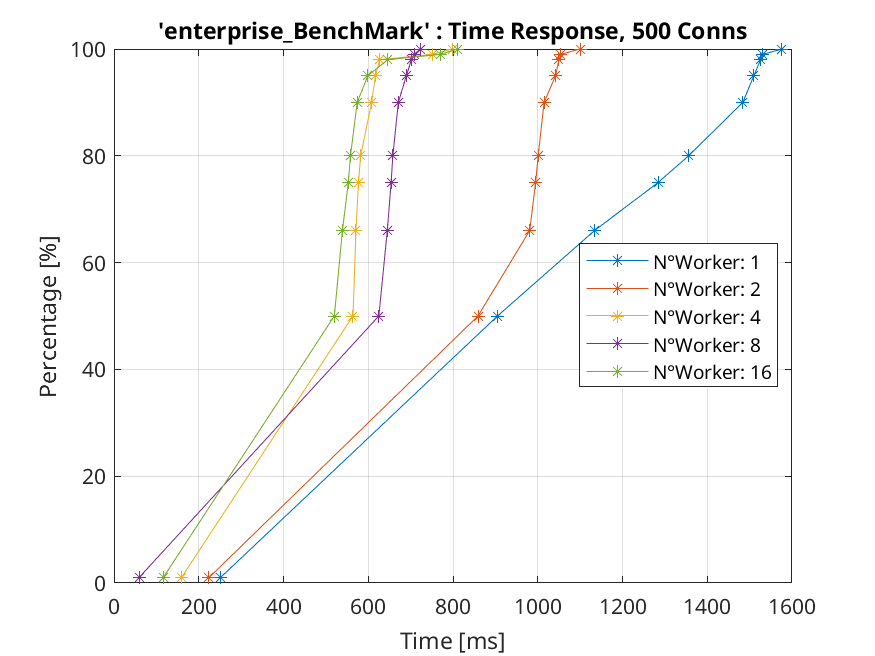 'enterprise_BenchMark' : Time Response, 500 Conns
100
80
60
40
20
0
Percentage [%]
N°Worker: 1
N°Worker: 2
N°Worker: 4
N°Worker: 8
N°Worker: 16
0 200 400 600 800 1000 1200 1400 1600
Time [ms]